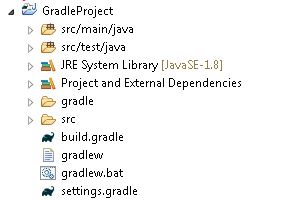 GradleProject
src/main/java
src/test/java
JRE System Library [JavaSE-1.8]
Project and External Dependencies
gradle
src
build.gradle
gradlew
gradlew.bat
settings.gradle